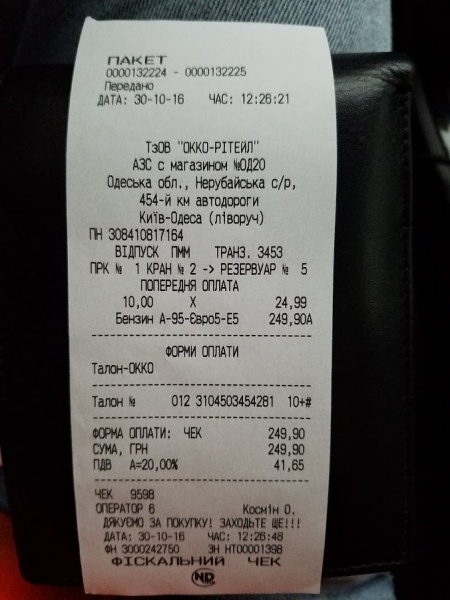 ПАКЕТ
0000132224 - 0000132225
Передано
ДАТА: 30-10-16 ЧАС: 12:26:21
ТзОВ "ОККО-РІТЕЙЛ"
АЗС с магазином №ОД20
Одеська обл., Нерубайська с/р,
454-й км автодороги
Київ-Одеса (ліворуч)
ПН 308410817164
ВІДПУСК ПММ ТРАНЗ. 3453
ПРК № 1 КРАН № 2 -> РЕЗЕРВУАР № 5
ПОПЕРЕДНЯ ОПЛАТА
10,00 X 24,99
Бензин А-95-Євро5-Е5 249,90А
ФОРМИ ОПЛАТИ
Талон-ОККО
Талон № 012 3104503454281 10+#
ФОРМА ОПЛАТИ: ЧЕК 249,90
СУМА, ГРН 249,90
ПДВ А=20,00% 41,65
ЧЕК 9598
ОПЕРАТОР 6 Космін О.
ДЯКУЄМО ЗА ПОКУПКУ! ЗАХОДЬТЕ ЩЕ!!!
ДАТА: 30-10-16 ЧАС: 12:26:48
ФН 3000242750 ЗН НТ00001398
ФІСКАЛЬНИЙ ЧЕК